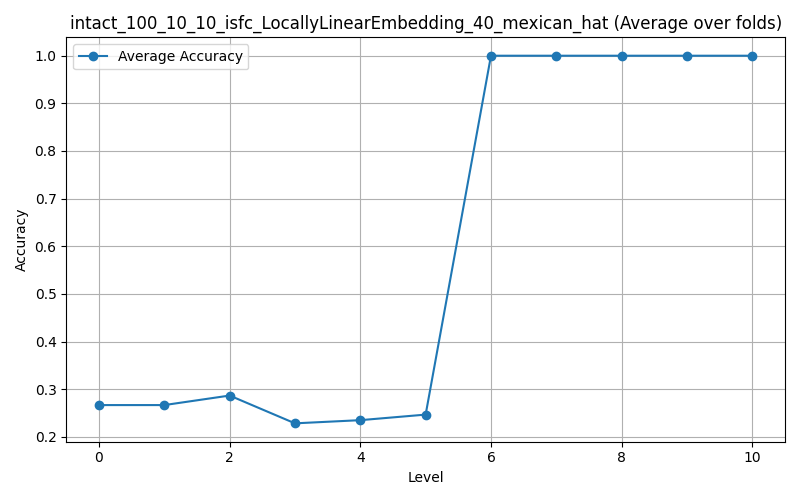 intact_100_10_10_isfc_LocallyLinearEmbedding_40_mexican_hat (Average over folds)
Average Accuracy
1.0
0.9
0.8
0.7
0.6
0.5
0.4
0.3
0.2
Accuracy
0 2 4 6 8 10
Level